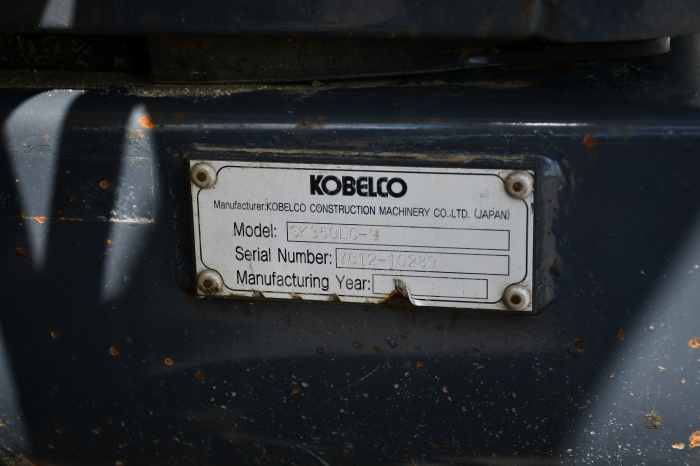 KOBELCO
Manufacturer:KOBELCO CONSTRUCTION MACHINERY CO.,LTD. (JAPAN)
Model: SK350LC-9
Serial Number: YC12-10289
Manufacturing Year: